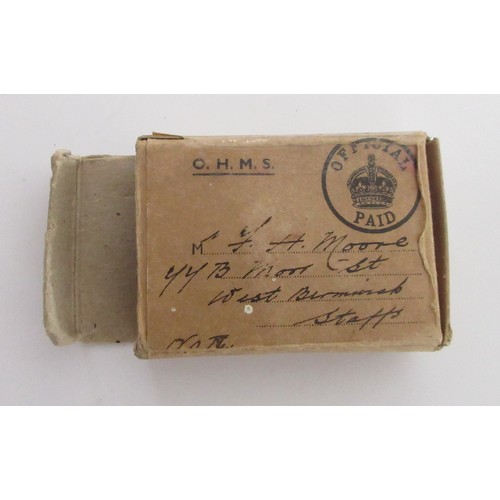 O. H. M. S.
OFFICIAL
PAID
M F. H. Moore
44B Moor St
West Bromwich
Staffs